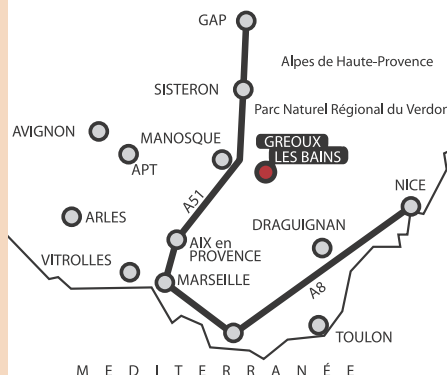 GAP
Alpes de Haute-Provence
SISTERON
Parc Naturel Régional du Verdon
AVIGNON
MANOSQUE
GREOUX
LES BAINS
APT
NICE
A51
ARLES
DRAGUIGNAN
AIX en
PROVENCE
VITROLLES
MARSEILLE
A8
TOULON
MEDITERRANÉE